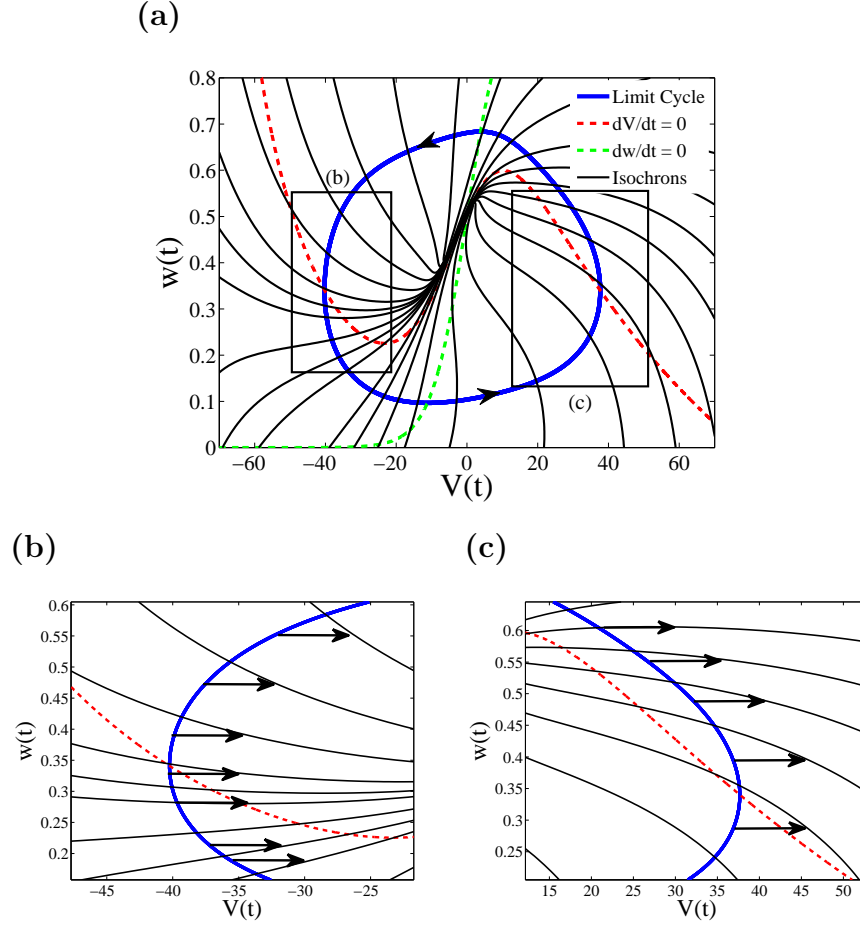 (a)
0.8
0.7
0.6
0.5
0.4
0.3
0.2
0.1
0
w(t)
−60 −40 −20 0 20 40 60
V(t)
Limit Cycle
dV/dt = 0
dw/dt = 0
Isochrons
(b)
(c)
(b)
0.6
0.55
0.5
0.45
0.4
0.35
0.3
0.25
0.2
w(t)
−45 −40 −35 −30 −25
V(t)
(c)
0.6
0.55
0.5
0.45
0.4
0.35
0.3
0.25
w(t)
15 20 25 30 35 40 45 50
V(t)